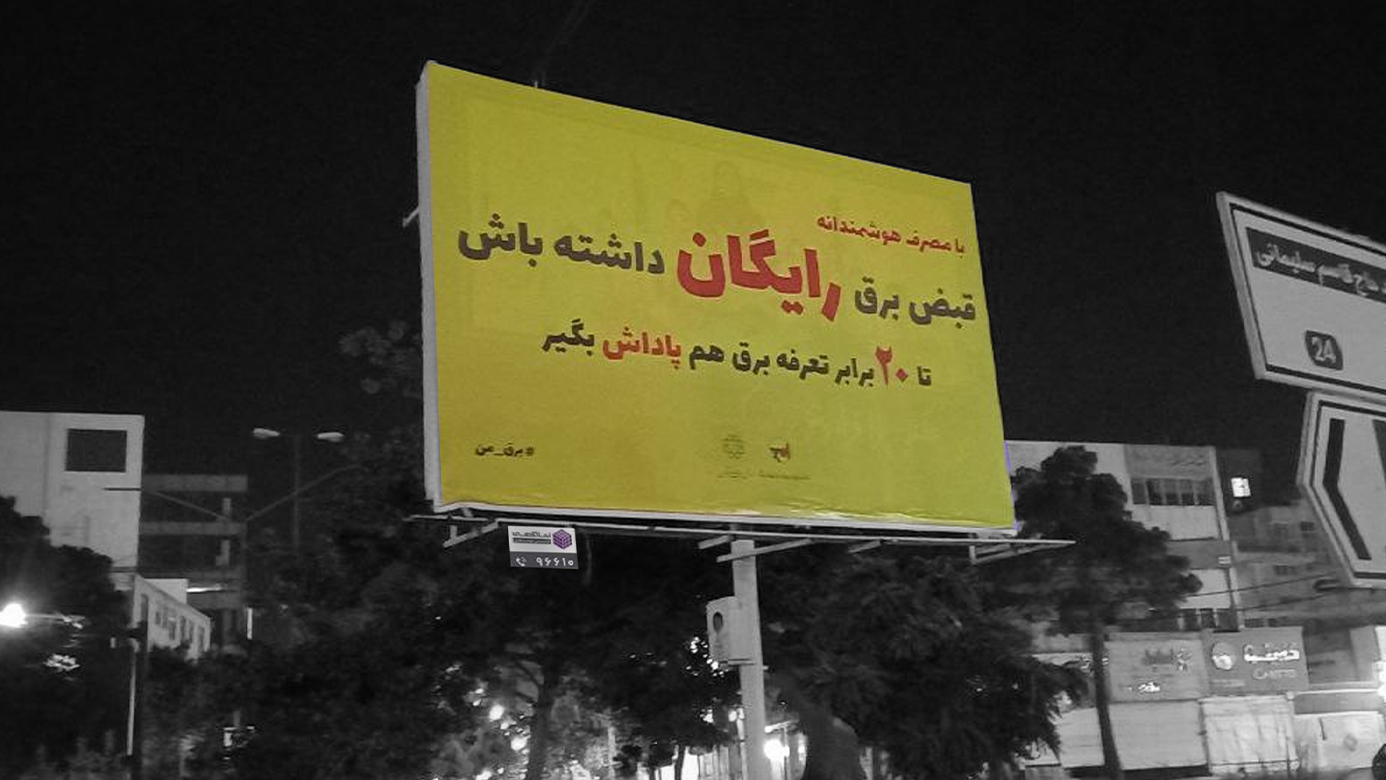 با مصرف هوشمندانه
قبض برق رایگان داشته باش
تا ۲۰ برابر تعرفه برق هم پاداش بگیر
#برق_من
۹۶۶۱۰
حاج قاسم سلیمانی
24